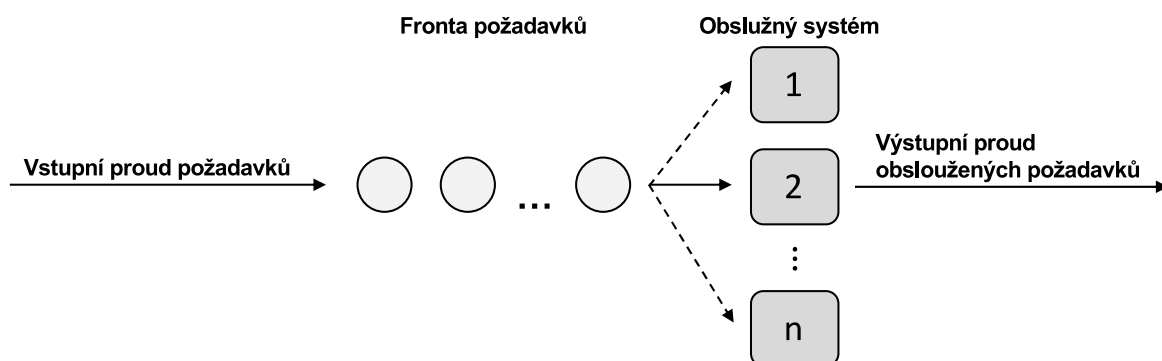 Fronta požadavků
Obslužný systém
1
Vstupní proud požadavků
...
2
Výstupní proud
obsloužených požadavků
...
n